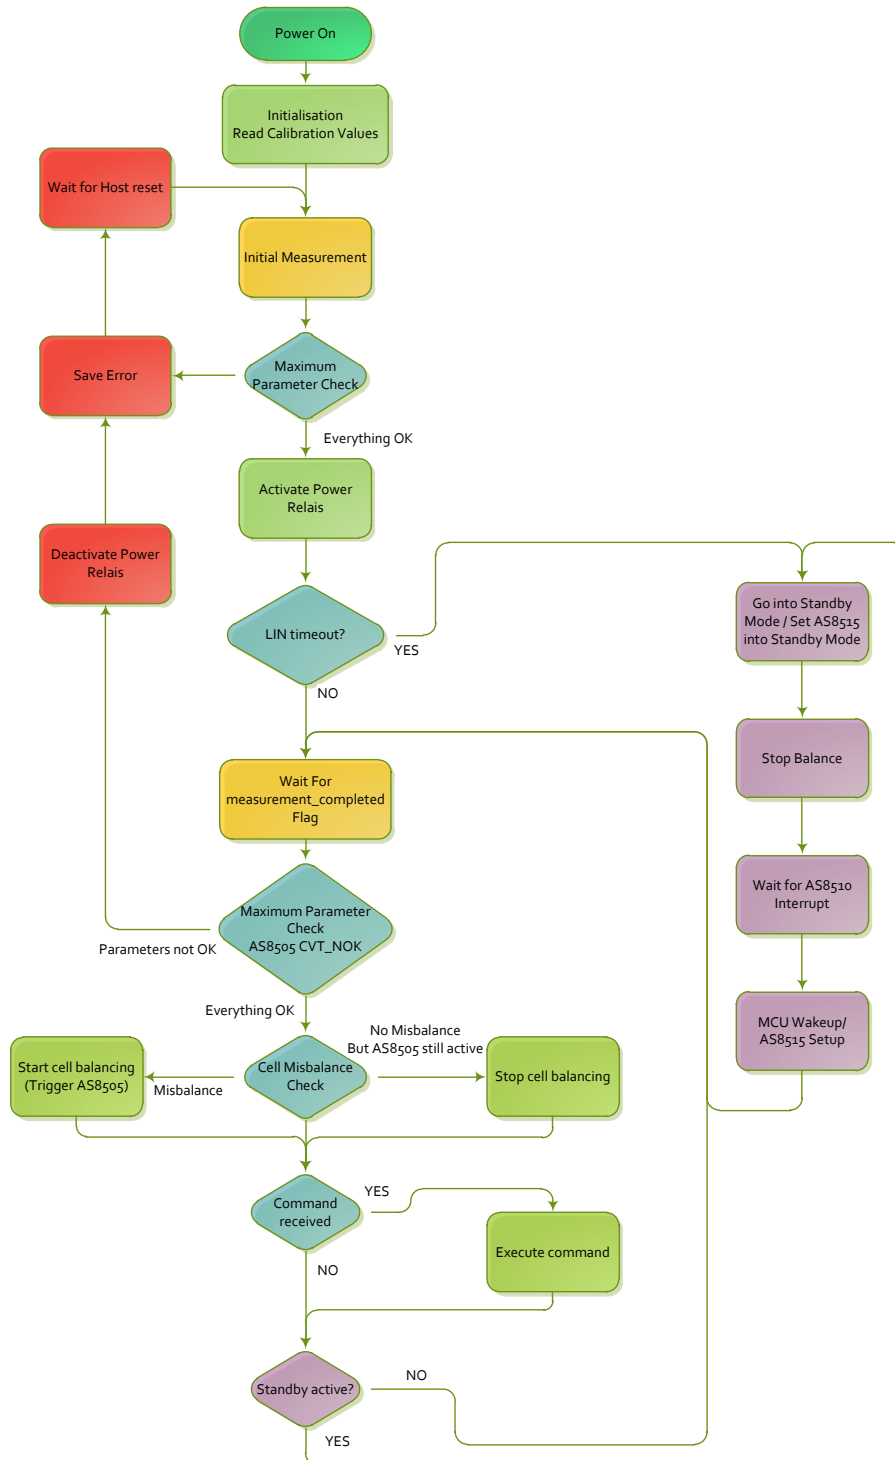 Power On
Initialisation
Read Calibration Values
Wait for Host reset
Initial Measurement
Maximum
Parameter Check
Save Error
Everything OK
Activate Power
Relais
Deactivate Power
Relais
Go into Standby
Mode / Set AS8515
into Standby Mode
LIN timeout?
YES
NO
Stop Balance
Wait For
measurement_completed
Flag
Wait for AS8510
Interrupt
Maximum Parameter
Check
AS8505 CVT_NOK
Parameters not OK
Everything OK
No Misbalance
But AS8505 still active
MCU Wakeup/
AS8515 Setup
Start cell balancing
(Trigger AS8505)
Misbalance
Cell Misbalance
Check
Stop cell balancing
Command
received
YES
Execute command
NO
Standby active?
NO
YES